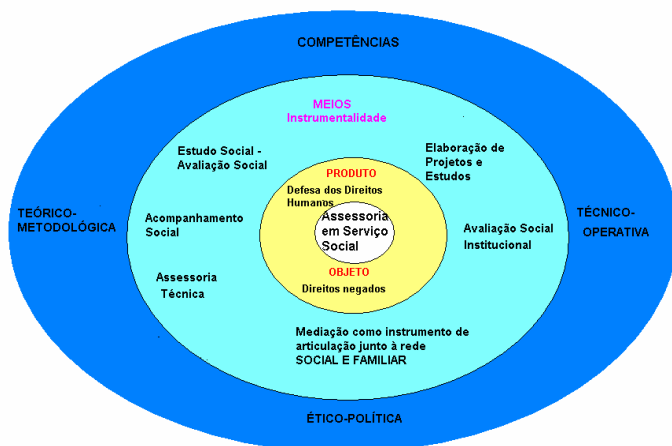 COMPETÊNCIAS
MEIOS
Instrumentalidade
Estudo Social -
Avaliação Social
Elaboração de
Projetos e
Estudos
PRODUTO
Defesa dos Direitos
Humanos
TEÓRICO-
METODOLÓGICA
Acompanhamento
Social
Assessoria
em Serviço
Social
Avaliação Social
Institucional
TÉCNICO-
OPERATIVA
Assessoria
Técnica
OBJETO
Direitos negados
Mediação como instrumento de
articulação junto à rede
SOCIAL E FAMILIAR
ÉTICO-POLÍTICA